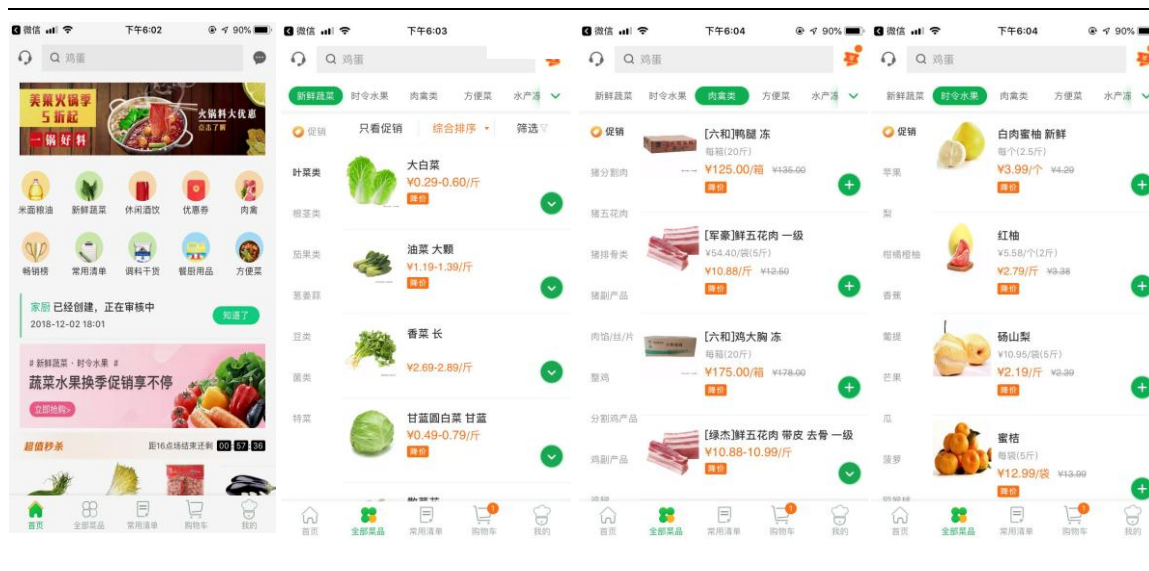 微信
下午6:02
90%
鸡蛋
美菜火锅季
5折起
一锅好料
火锅料大优惠
点击了解
米面粮油
新鲜蔬菜
休闲酒饮
优惠券
肉禽
畅销榜
常用清单
调料干货
餐厨用品
方便菜
家厨 已经创建，正在审核中
2018-12-02 18:01
知道了
# 新鲜蔬菜 · 时令水果 #
蔬菜水果换季促销享不停
立即抢购>
超值秒杀
距16点场结束还剩 00:57:36
首页
全部菜品
常用清单
购物车
我的
微信
下午6:03
鸡蛋
新鲜蔬菜
时令水果
肉禽类
方便菜
水产冻
促销
只看促销
综合排序
筛选
叶菜类
根茎类
茄果类
葱姜蒜
豆类
菌类
特菜
大白菜
¥0.29-0.60/斤
降价
油菜 大颗
¥1.19-1.39/斤
降价
香菜 长
¥2.69-2.89/斤
甘蓝圆白菜 甘蓝
¥0.49-0.79/斤
降价
首页
全部菜品
常用清单
购物车
1
我的
微信
下午6:04
90%
鸡蛋
新鲜蔬菜
时令水果
肉禽类
方便菜
水产冻
促销
猪分割肉
猪五花肉
猪排骨类
猪副产品
肉馅/丝/片
整鸡
分割鸡产品
鸡副产品
[六和]鸭腿 冻
每箱(20斤)
¥125.00/箱 ¥135.00
降价
[军豪]鲜五花肉 一级
¥54.40/袋(5斤)
¥10.88/斤 ¥12.50
降价
[六和]鸡大胸 冻
每箱(20斤)
¥175.00/箱 ¥178.00
降价
[绿杰]鲜五花肉 带皮 去骨 一级
¥10.88-10.99/斤
降价
首页
全部菜品
常用清单
购物车
1
我的
微信
下午6:04
90%
鸡蛋
新鲜蔬菜
时令水果
肉禽类
方便菜
水产冻
促销
苹果
梨
柑橘橙柚
香蕉
葡提
芒果
瓜
菠萝
白肉蜜柚 新鲜
每个(2.5斤)
¥3.99/个 ¥4.29
降价
红柚
¥5.58/个(2斤)
¥2.79/斤 ¥3.38
降价
砀山梨
¥10.95/袋(5斤)
¥2.19/斤 ¥2.39
降价
蜜桔
每袋(5斤)
¥12.99/袋 ¥13.99
降价
首页
全部菜品
常用清单
购物车
1
我的